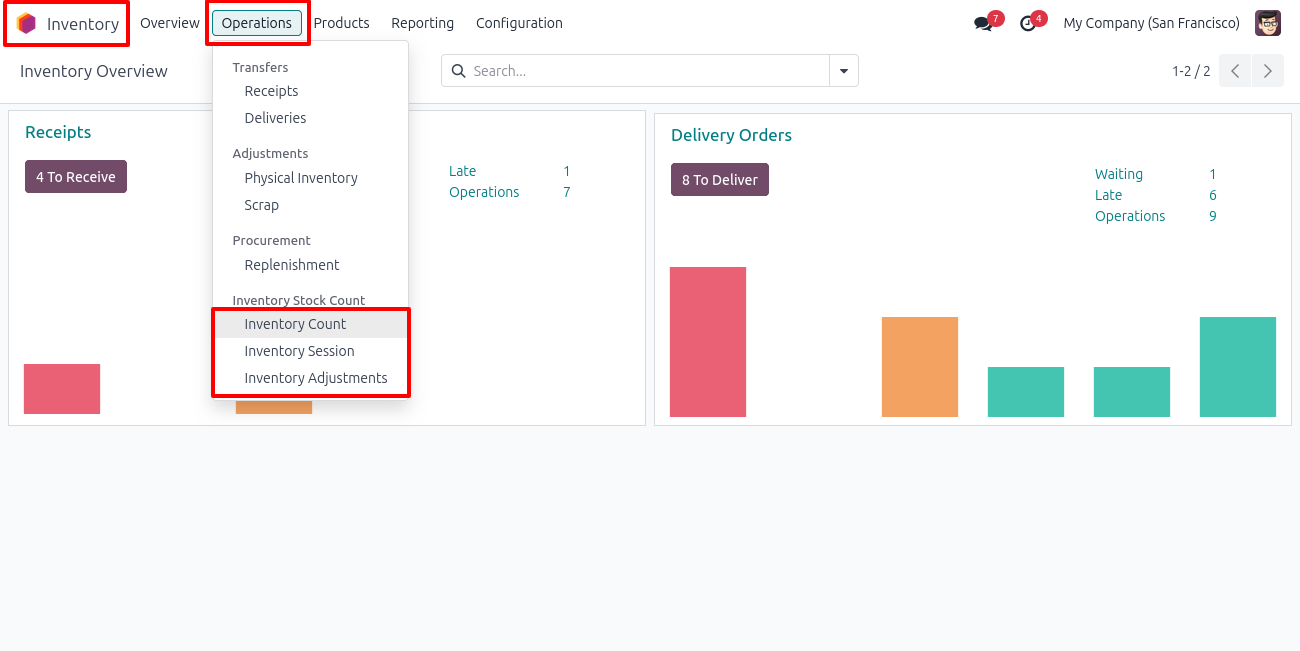 Inventory Overview Operations Products Reporting Configuration 7 4 My Company (San Francisco)
Inventory Overview Search... 1-2 / 2
Transfers
Receipts
Deliveries
Adjustments
Physical Inventory
Scrap
Procurement
Replenishment
Inventory Stock Count
Inventory Count
Inventory Session
Inventory Adjustments
Receipts
4 To Receive
Late 1
Operations 7
Delivery Orders
8 To Deliver
Waiting 1
Late 6
Operations 9